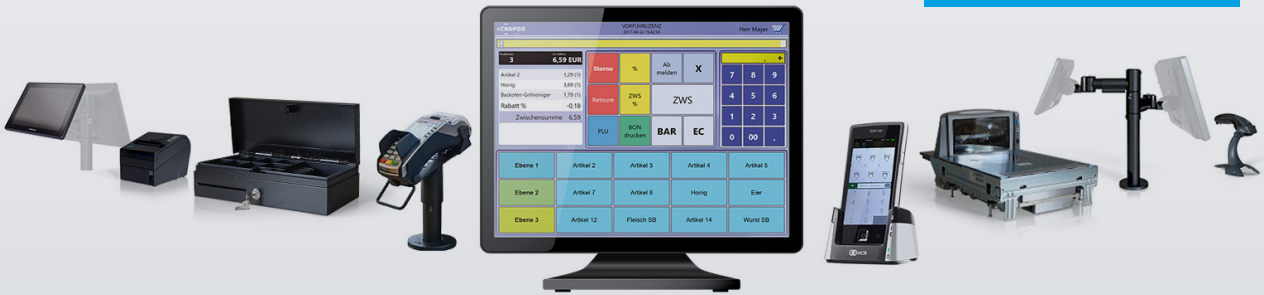 CASPOS
VORFÜHRLIZENZ
Herr Mayer
3
6,59 EUR
Artikel 2 1,29 (1)
Honig 3,69 (1)
Backofen-Grillreiniger 1,79 (1)
Rabatt % -0,18
Zwischensumme 6,59
Storno
%
Ab
melden
X
Retoure
ZWS
%
ZWS
PLU
BON
drucken
BAR
EC
. ←
7 8 9
4 5 6
1 2 3
0 00 .
Ebene 1 Artikel 2 Artikel 3 Artikel 4 Artikel 5
Ebene 2 Artikel 7 Artikel 8 Honig Eier
Ebene 3 Artikel 12 Fleisch SB Artikel 14 Wurst SB
NCR